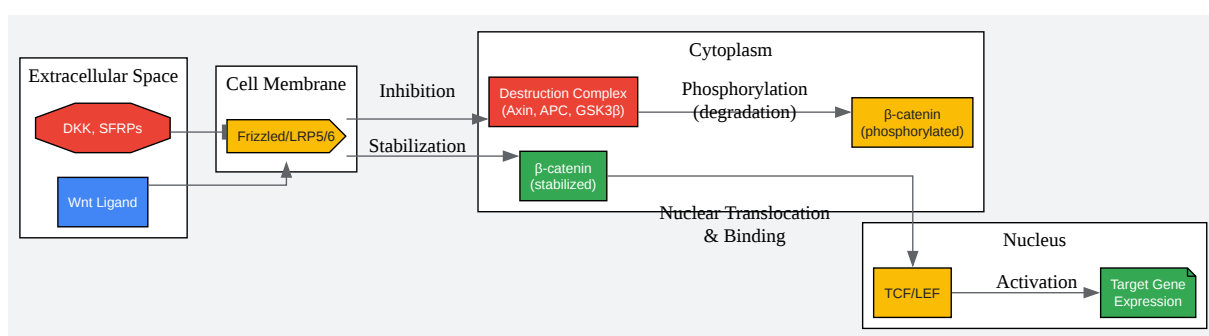 Extracellular Space
DKK, SFRPs
Wnt Ligand
Cell Membrane
Frizzled/LRP5/6
Inhibition
Stabilization
Cytoplasm
Destruction Complex
(Axin, APC, GSK3β)
Phosphorylation
(degradation)
β-catenin
(phosphorylated)
β-catenin
(stabilized)
Nuclear Translocation
& Binding
Nucleus
TCF/LEF
Activation
Target Gene
Expression